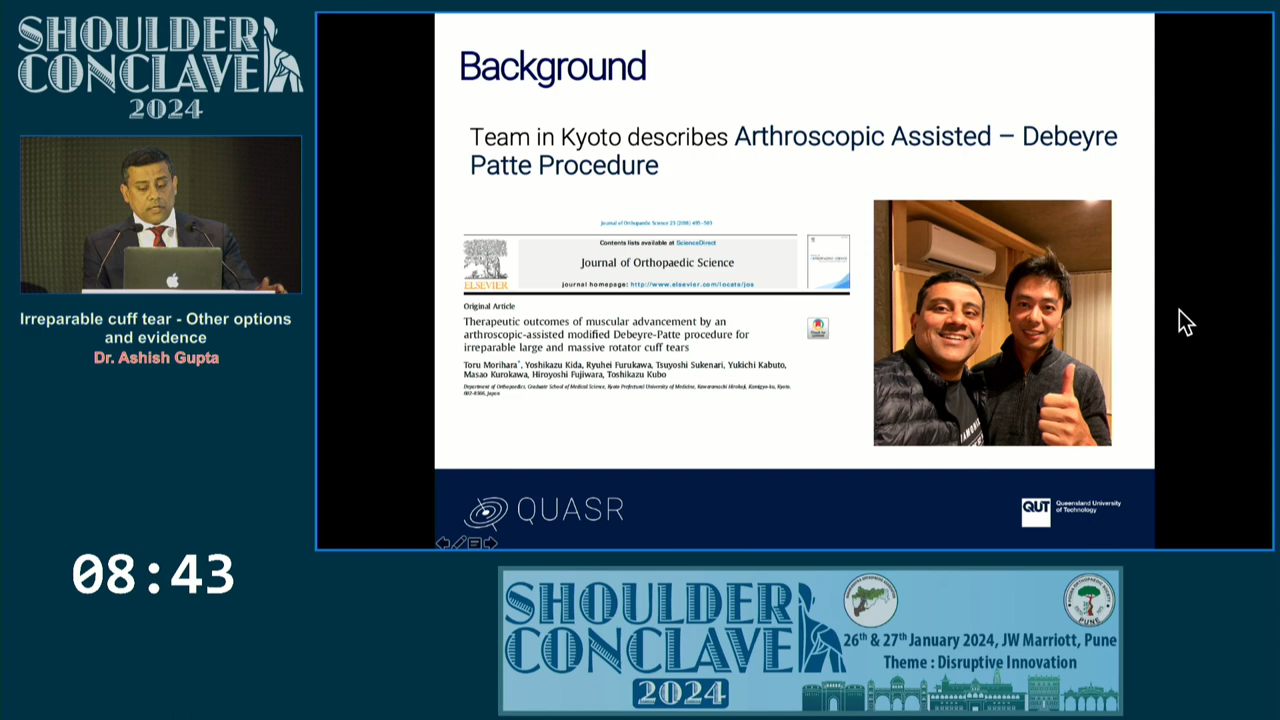 SHOULDER
CONCLAVE
2024
Irreparable cuff tear - Other options
and evidence
Dr. Ashish Gupta
08:43
Background
Team in Kyoto describes Arthroscopic Assisted – Debeyre
Patte Procedure
Journal of Orthopaedic Science 23 (2018) 495–503
Contents lists available at ScienceDirect
Journal of Orthopaedic Science
journal homepage: http://www.elsevier.com/locate/jos
ELSEVIER
Original Article
Therapeutic outcomes of muscular advancement by an
arthroscopic-assisted modified Debeyre-Patte procedure for
irreparable large and massive rotator cuff tears
Toru Morihara*, Yoshikazu Kida, Ryuhei Furukawa, Tsuyoshi Sukenari, Yukichi Kabuto,
Masao Kurokawa, Hiroyoshi Fujiwara, Toshikazu Kubo
Department of Orthopaedics, Graduate School of Medical Science, Kyoto Prefectural University of Medicine, Kawaramachi Hirokoji, Kamigyo-ku, Kyoto,
602-8566, Japan
QUASR
QUT
Queensland University
of Technology
SHOULDER
CONCLAVE
2024
PUNE
26th & 27th January 2024, JW Marriott, Pune
Theme : Disruptive Innovation